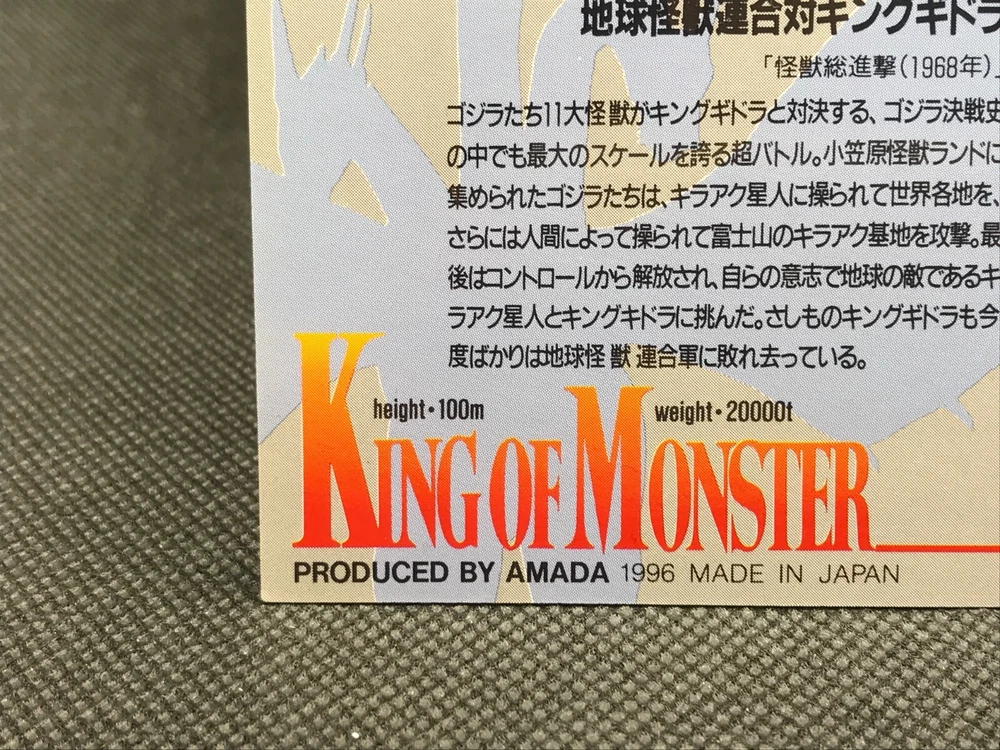 地球怪獣連合対キングギドラ
「怪獣総進撃(1968年)」
ゴジラたち11大怪獣がキングギドラと対決する、ゴジラ決戦史
の中でも最大のスケールを誇る超バトル。小笠原怪獣ランドに
集められたゴジラたちは、キラアク星人に操られて世界各地を、
さらには人間によって操られて富士山のキラアク基地を攻撃。最
後はコントロールから解放され、自らの意志で地球の敵であるキ
ラアク星人とキングギドラに挑んだ。さしものキングギドラも今
度ばかりは地球怪獣連合軍に敗れ去っている。
height・100m weight・20000t
KING OF MONSTER
PRODUCED BY AMADA 1996 MADE IN JAPAN